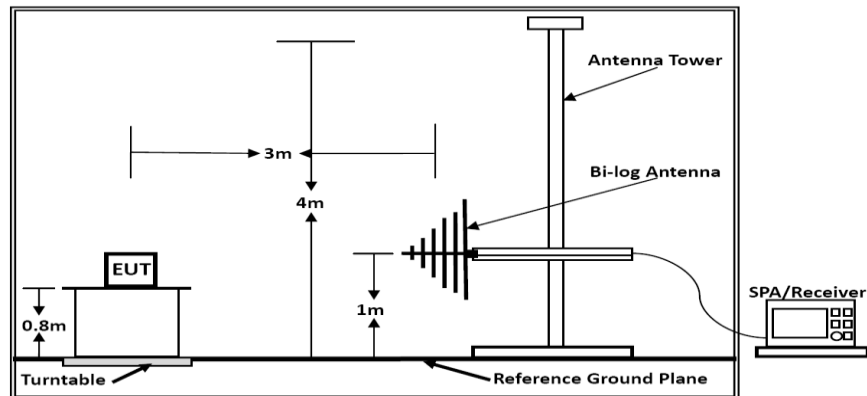 Antenna Tower
3m
Bi-log Antenna
4m
EUT
SPA/Receiver
0.8m
1m
Turntable
Reference Ground Plane